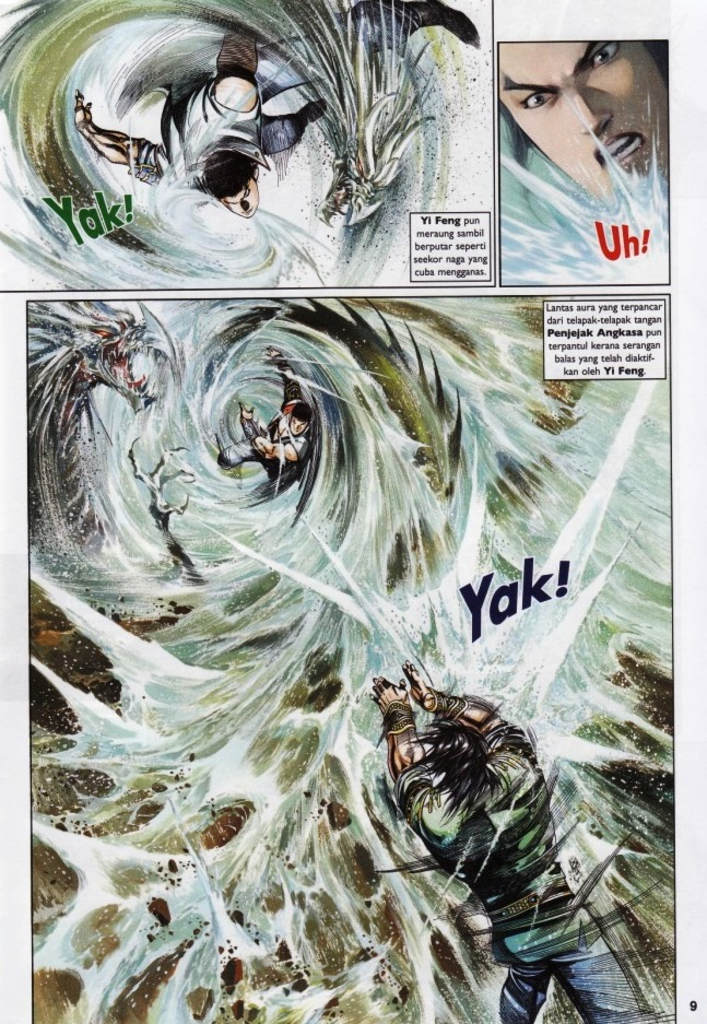 Yak!
Yi Feng pun
meraung sambil
berputar seperti
seekor naga yang
cuba mengganas.
Uh!
Lantas aura yang terpancar
dari telapak-telapak tangan
Penjejak Angkasa pun
terpantul kerana serangan
balas yang telah diaktif-
kan oleh Yi Feng.
Yak!
9